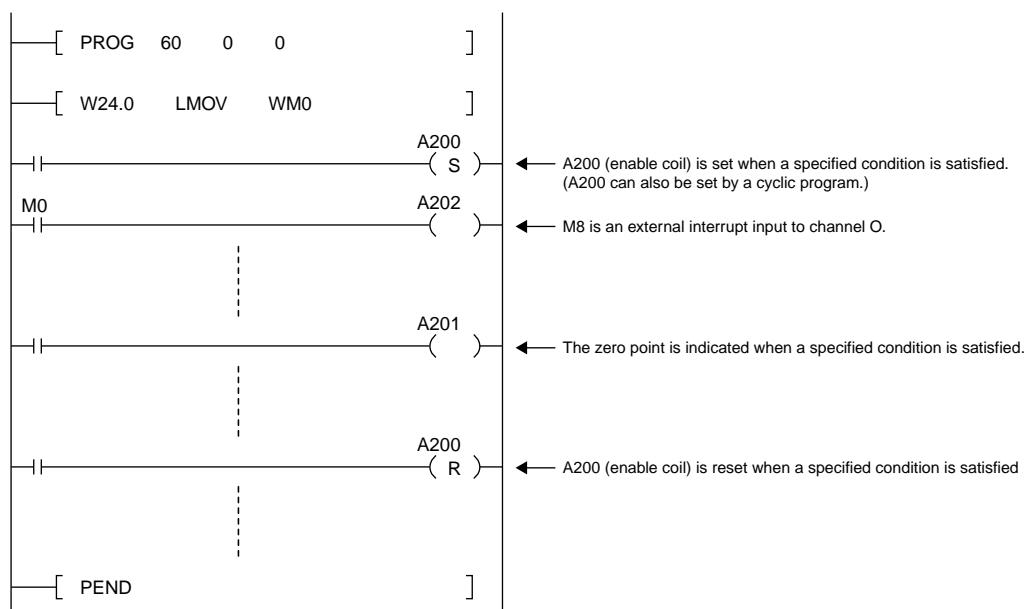 PROG 60 0 0
W24.0 LMOV WM0
A200
S
A200 (enable coil) is set when a specified condition is satisfied.
(A200 can also be set by a cyclic program.)
M0
A202
M8 is an external interrupt input to channel O.
A201
The zero point is indicated when a specified condition is satisfied.
A200
R
A200 (enable coil) is reset when a specified condition is satisfied
PEND